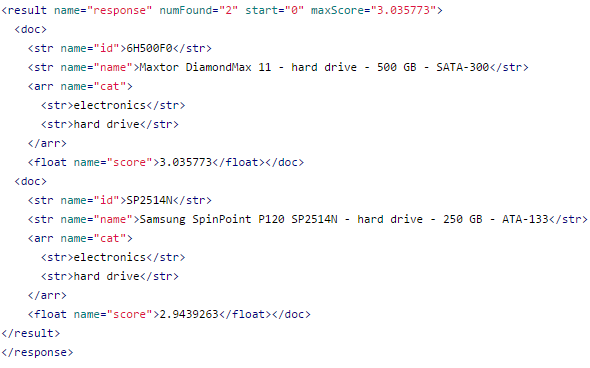 <result name="response" numFound="2" start="0" maxScore="3.035773">
<doc>
<str name="id">6H500F0</str>
<str name="name">Maxtor DiamondMax 11 - hard drive - 500 GB - SATA-300</str>
<arr name="cat">
<str>electronics</str>
<str>hard drive</str>
</arr>
<float name="score">3.035773</float></doc>
<doc>
<str name="id">SP2514N</str>
<str name="name">Samsung SpinPoint P120 SP2514N - hard drive - 250 GB - ATA-133</str>
<arr name="cat">
<str>electronics</str>
<str>hard drive</str>
</arr>
<float name="score">2.9439263</float></doc>
</result>
</response>